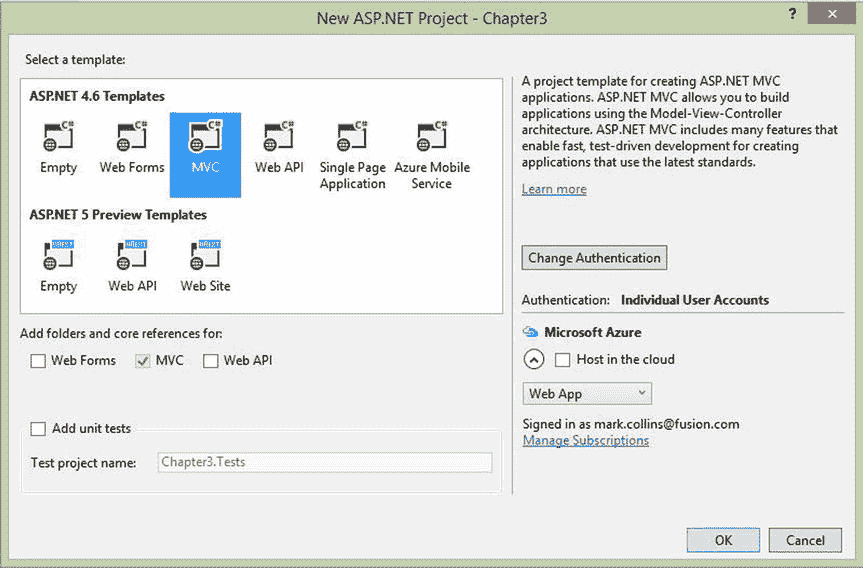 New ASP.NET Project - Chapter3
?
Select a template:
ASP.NET 4.6 Templates
Empty
Web Forms
MVC
Web API
Single Page
Application
Azure Mobile
Service
ASP.NET 5 Preview Templates
Empty
Web API
Web Site
Add folders and core references for:
Web Forms
MVC
Web API
Add unit tests
Test project name:
Chapter3.Tests
A project template for creating ASP.NET MVC
applications. ASP.NET MVC allows you to build
applications using the Model-View-Controller
architecture. ASP.NET MVC includes many features that
enable fast, test-driven development for creating
applications that use the latest standards.
Learn more
Change Authentication
Authentication: Individual User Accounts
Microsoft Azure
Host in the cloud
Web App
Signed in as mark.collins@fusion.com
Manage Subscriptions
OK
Cancel